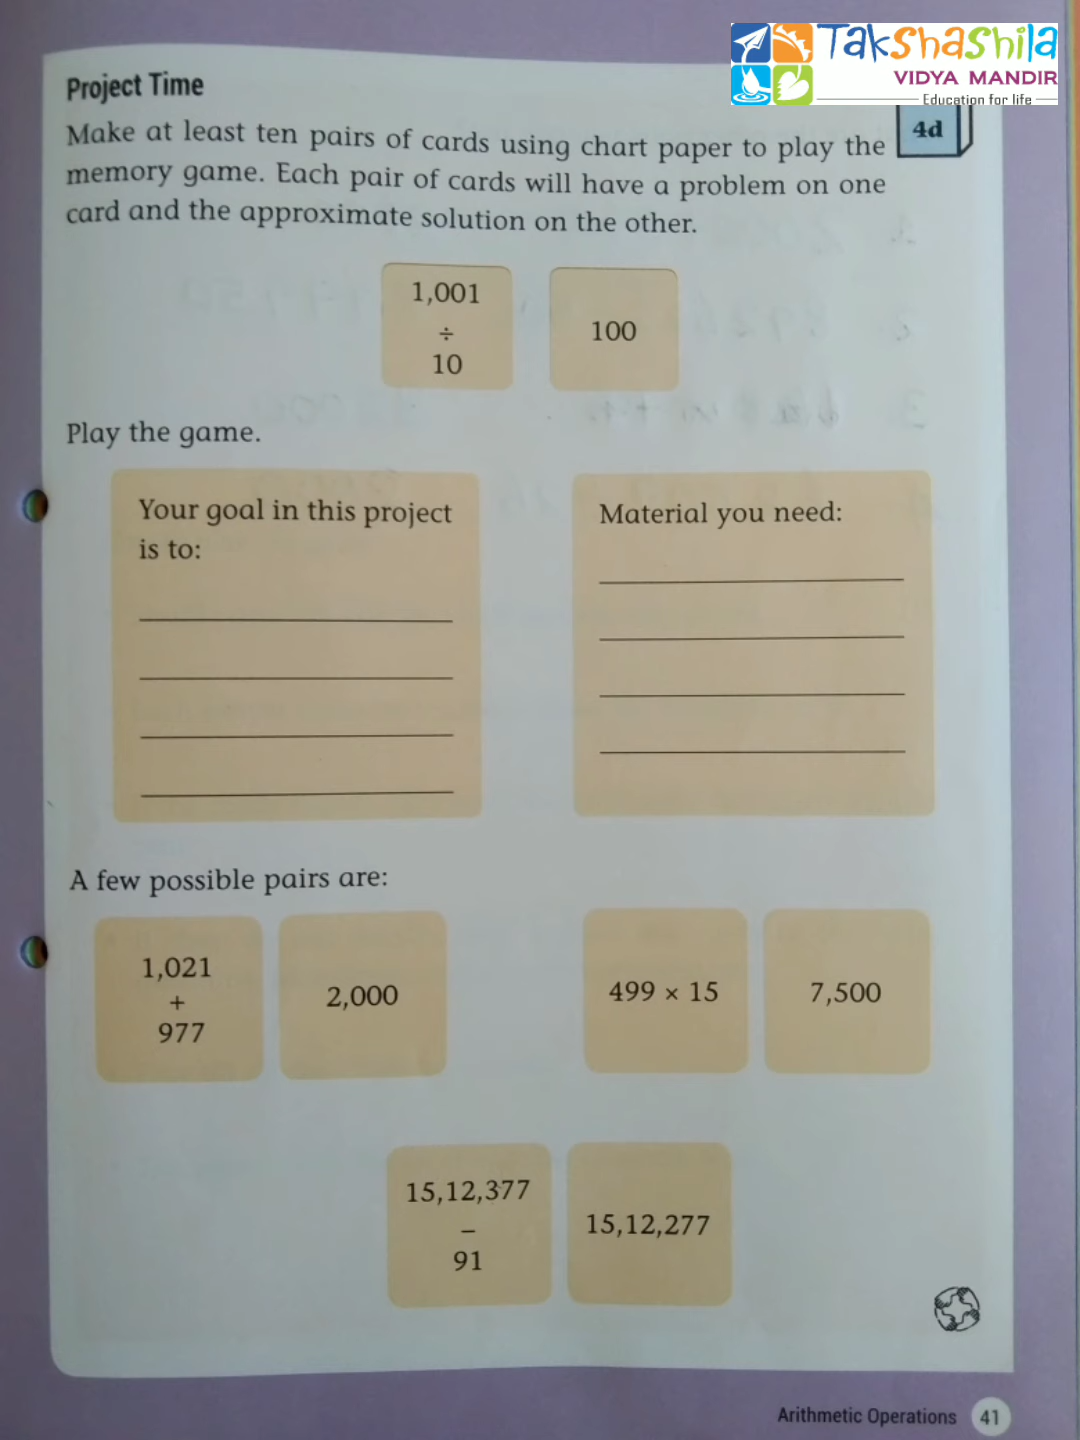 Takshashila
VIDYA MANDIR
Education for life
Project Time
4d
Make at least ten pairs of cards using chart paper to play the
memory game. Each pair of cards will have a problem on one
card and the approximate solution on the other.
1,001
÷
10
100
Play the game.
Your goal in this project
is to:
Material you need:
A few possible pairs are:
1,021
+
977
2,000
499 × 15
7,500
15,12,377
–
91
15,12,277
Arithmetic Operations 41